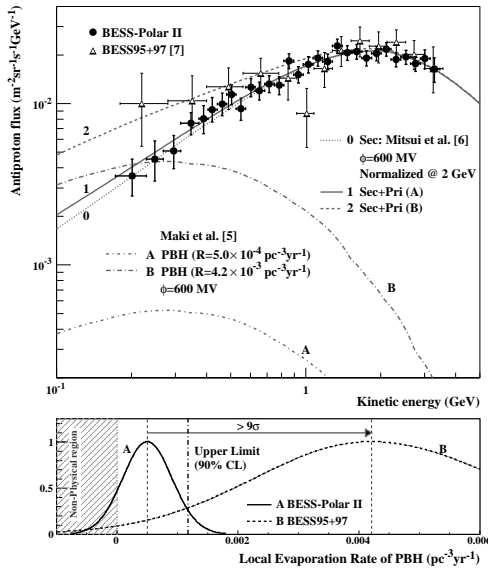 BESS-Polar II
BESS95+97 [7]
Antiproton flux (m-2sr-1s-1GeV-1)
10-2
10-3
2
1
0
0 Sec: Mitsui et al. [6]
ϕ=600 MV
Normalized @ 2 GeV
1 Sec+Pri (A)
2 Sec+Pri (B)
Maki et al. [5]
A PBH (R=5.0×10-4 pc-3yr-1)
B PBH (R=4.2×10-3 pc-3yr-1)
ϕ=600 MV
B
A
10-1
1
Kinetic energy (GeV)
> 9σ
1
0.5
0
Non-Physical region
A
Upper Limit
(90% CL)
B
A BESS-Polar II
B BESS95+97
0
0.002
0.004
Local Evaporation Rate of PBH (pc-3yr-1)